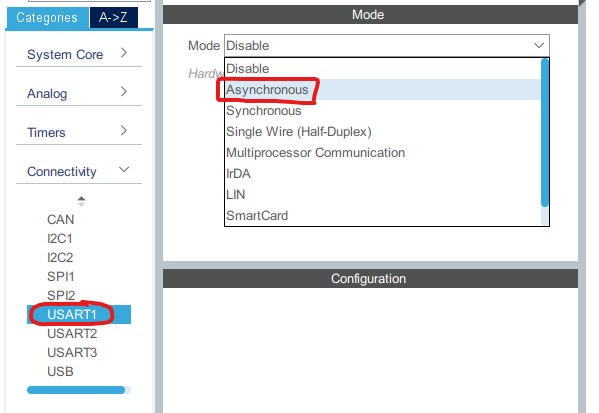 Categories A->Z
System Core
Analog
Timers
Connectivity
CAN
I2C1
I2C2
SPI1
SPI2
USART1
USART2
USART3
USB
Mode
Mode Disable
Hardw
Disable
Asynchronous
Synchronous
Single Wire (Half-Duplex)
Multiprocessor Communication
IrDA
LIN
SmartCard
Configuration